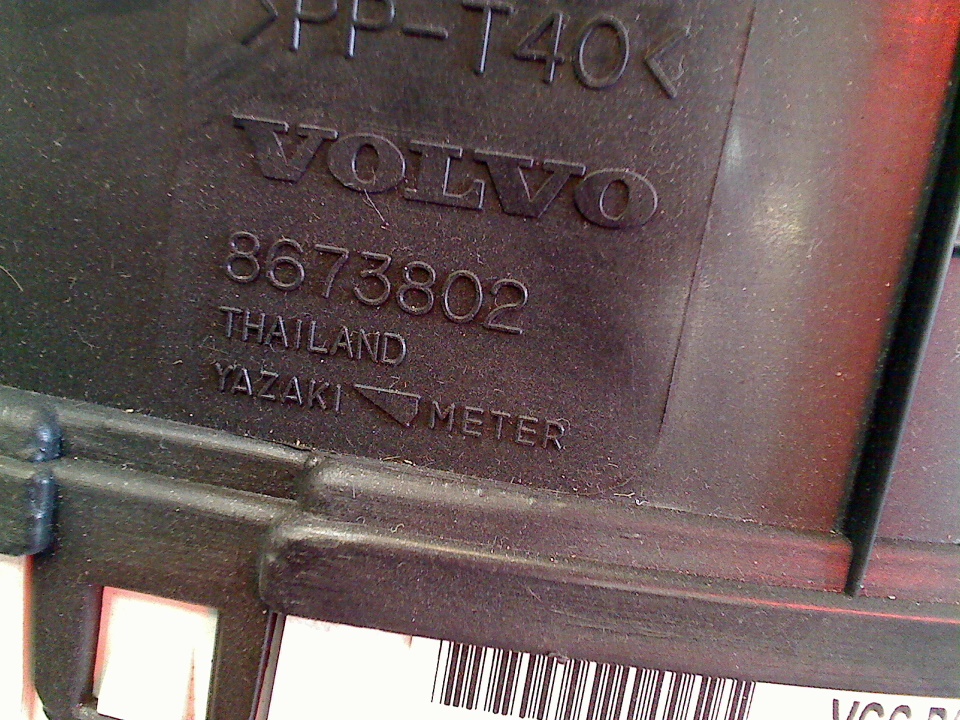 >PP-T40<
VOLVO
8673802
THAILAND
YAZAKI METER